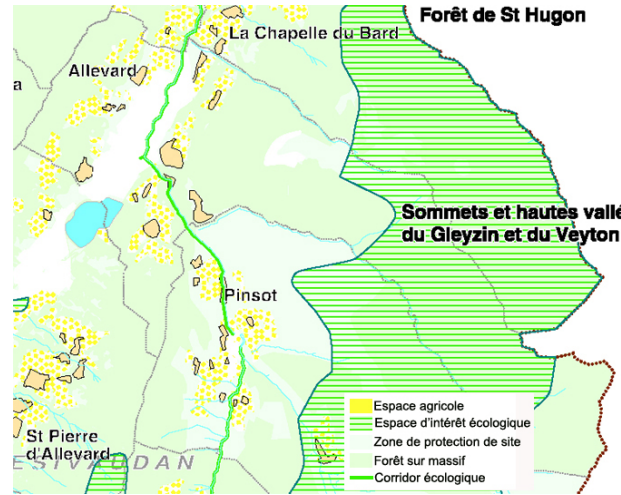 Forêt de St Hugon
La Chapelle du Bard
Allevard
a
Sommets et hautes vallé
du Gleyzin et du Veyton
Pinsot
Espace agricole
Espace d'intérêt écologique
Zone de protection de site
Forêt sur massif
Corridor écologique
St Pierre
d'Allevard
ESIVAUDAN